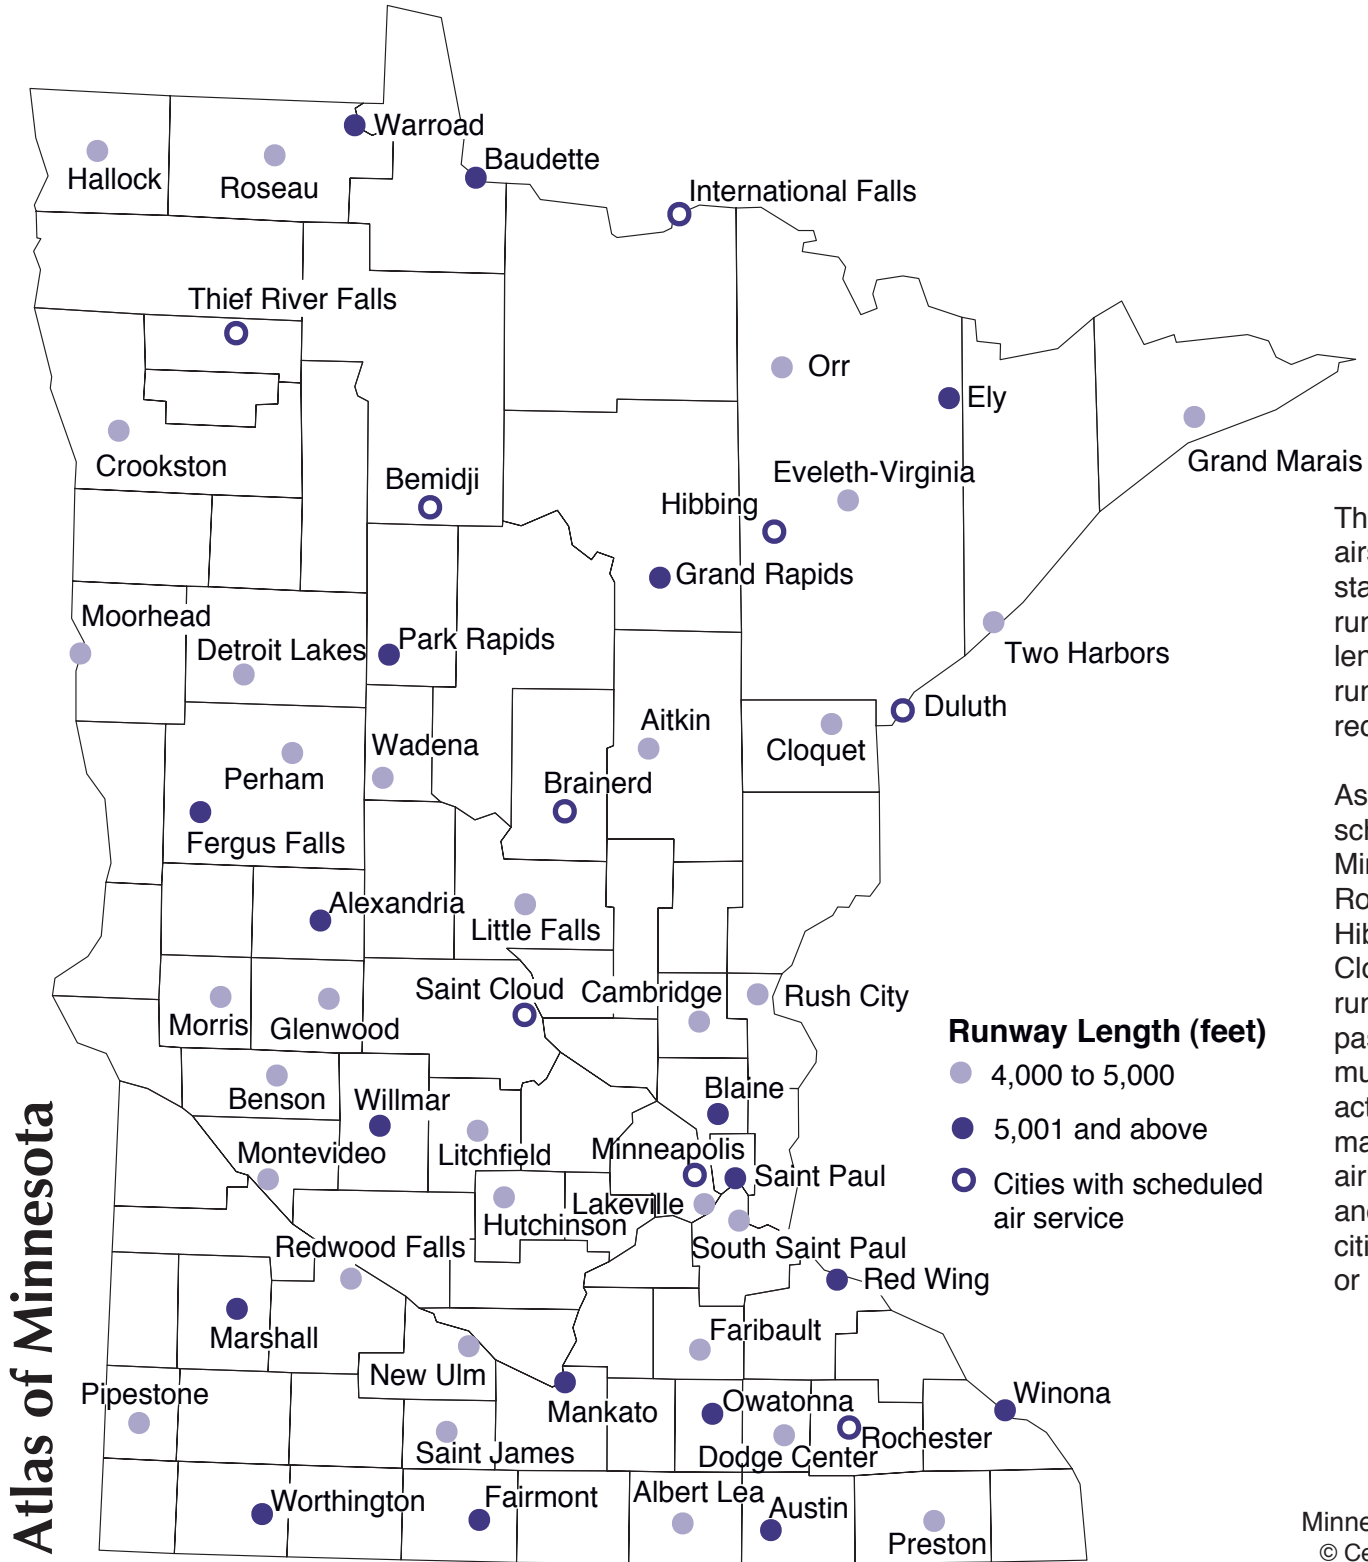 Warroad
Baudette
Hallock
Roseau
International Falls
Thief River Falls
Orr
Ely
Crookston
Bemidji
Eveleth-Virginia
Grand Marais
Hibbing
Grand Rapids
Moorhead
Detroit Lakes
Park Rapids
Two Harbors
Duluth
Aitkin
Cloquet
Wadena
Perham
Brainerd
Fergus Falls
Alexandria
Little Falls
Saint Cloud
Cambridge
Rush City
Morris
Glenwood
Benson
Willmar
Blaine
Montevideo
Litchfield
Minneapolis
Saint Paul
Hutchinson
Lakeville
Redwood Falls
South Saint Paul
Red Wing
Marshall
Faribault
New Ulm
Pipestone
Mankato
Owatonna
Winona
Saint James
Dodge Center
Rochester
Worthington
Fairmont
Albert Lea
Austin
Preston
Runway Length (feet)
4,000 to 5,000
5,001 and above
Cities with scheduled
air service
Atlas of Minnesota
As
or